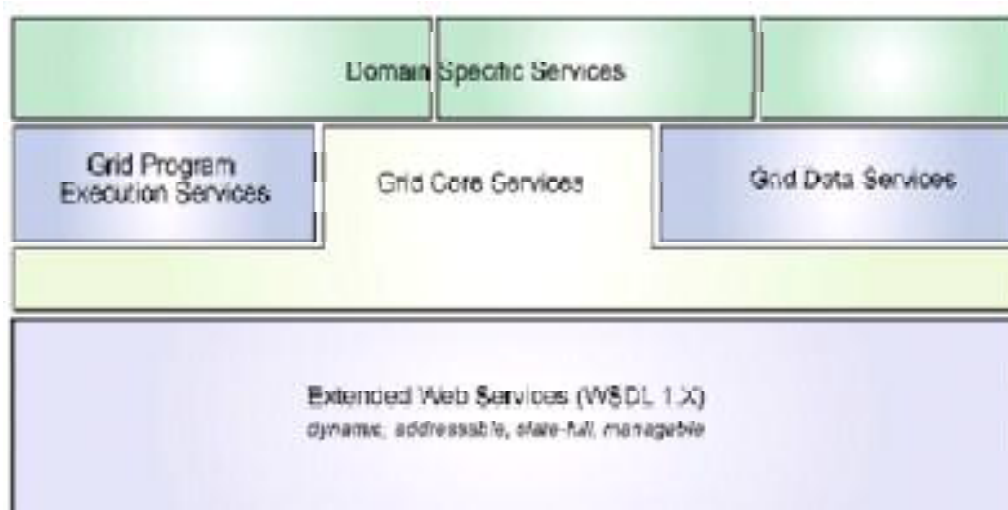 Domain Specific Services
Grid Program
Execution Services
Grid Core Services
Grid Data Services
Extended Web Services (WSDL 1.X)
dynamic, addressable, state-full, managable